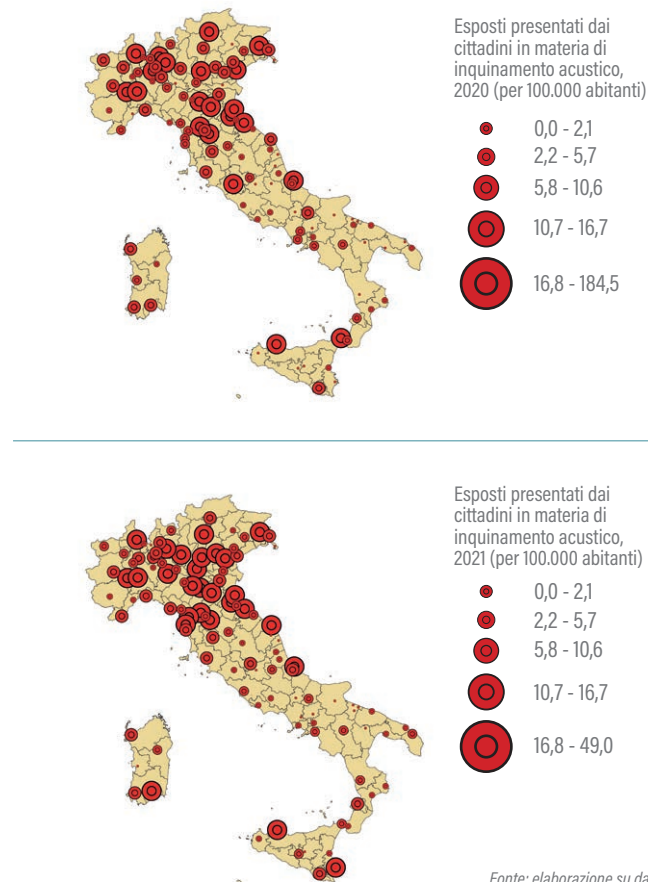 Esposti presentati dai
cittadini in materia di
inquinamento acustico,
2020 (per 100.000 abitanti)
0,0 - 2,1
2,2 - 5,7
5,8 - 10,6
10,7 - 16,7
16,8 - 184,5
Esposti presentati dai
cittadini in materia di
inquinamento acustico,
2021 (per 100.000 abitanti)
0,0 - 2,1
2,2 - 5,7
5,8 - 10,6
10,7 - 16,7
16,8 - 49,0
Fonte: elaborazione su da